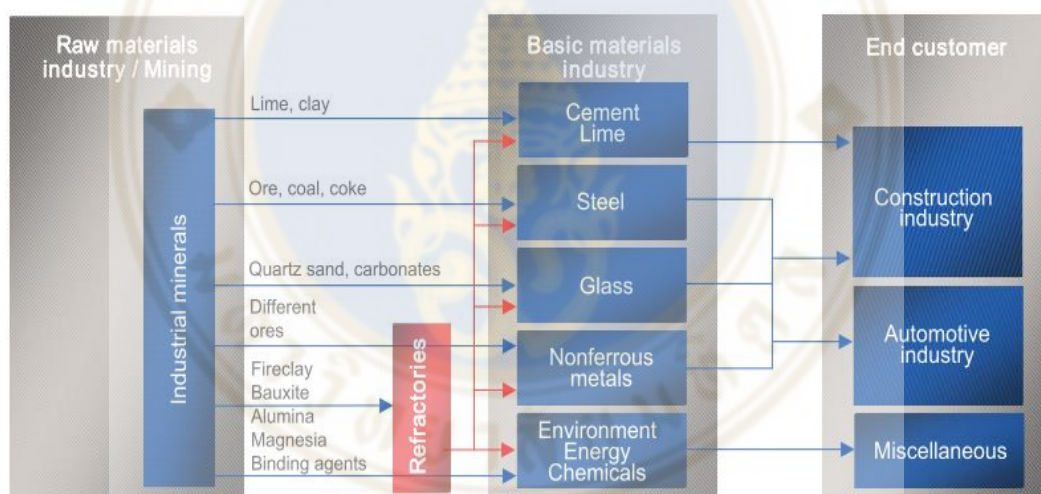 Raw materials
industry / Mining
Basic materials
industry
End customer
Industrial minerals
Lime, clay
Ore, coal, coke
Quartz sand, carbonates
Different
ores
Fireclay
Bauxite
Alumina
Magnesia
Binding agents
Refractories
Cement
Lime
Steel
Glass
Nonferrous
metals
Environment
Energy
Chemicals
Construction
industry
Automotive
industry
Miscellaneous